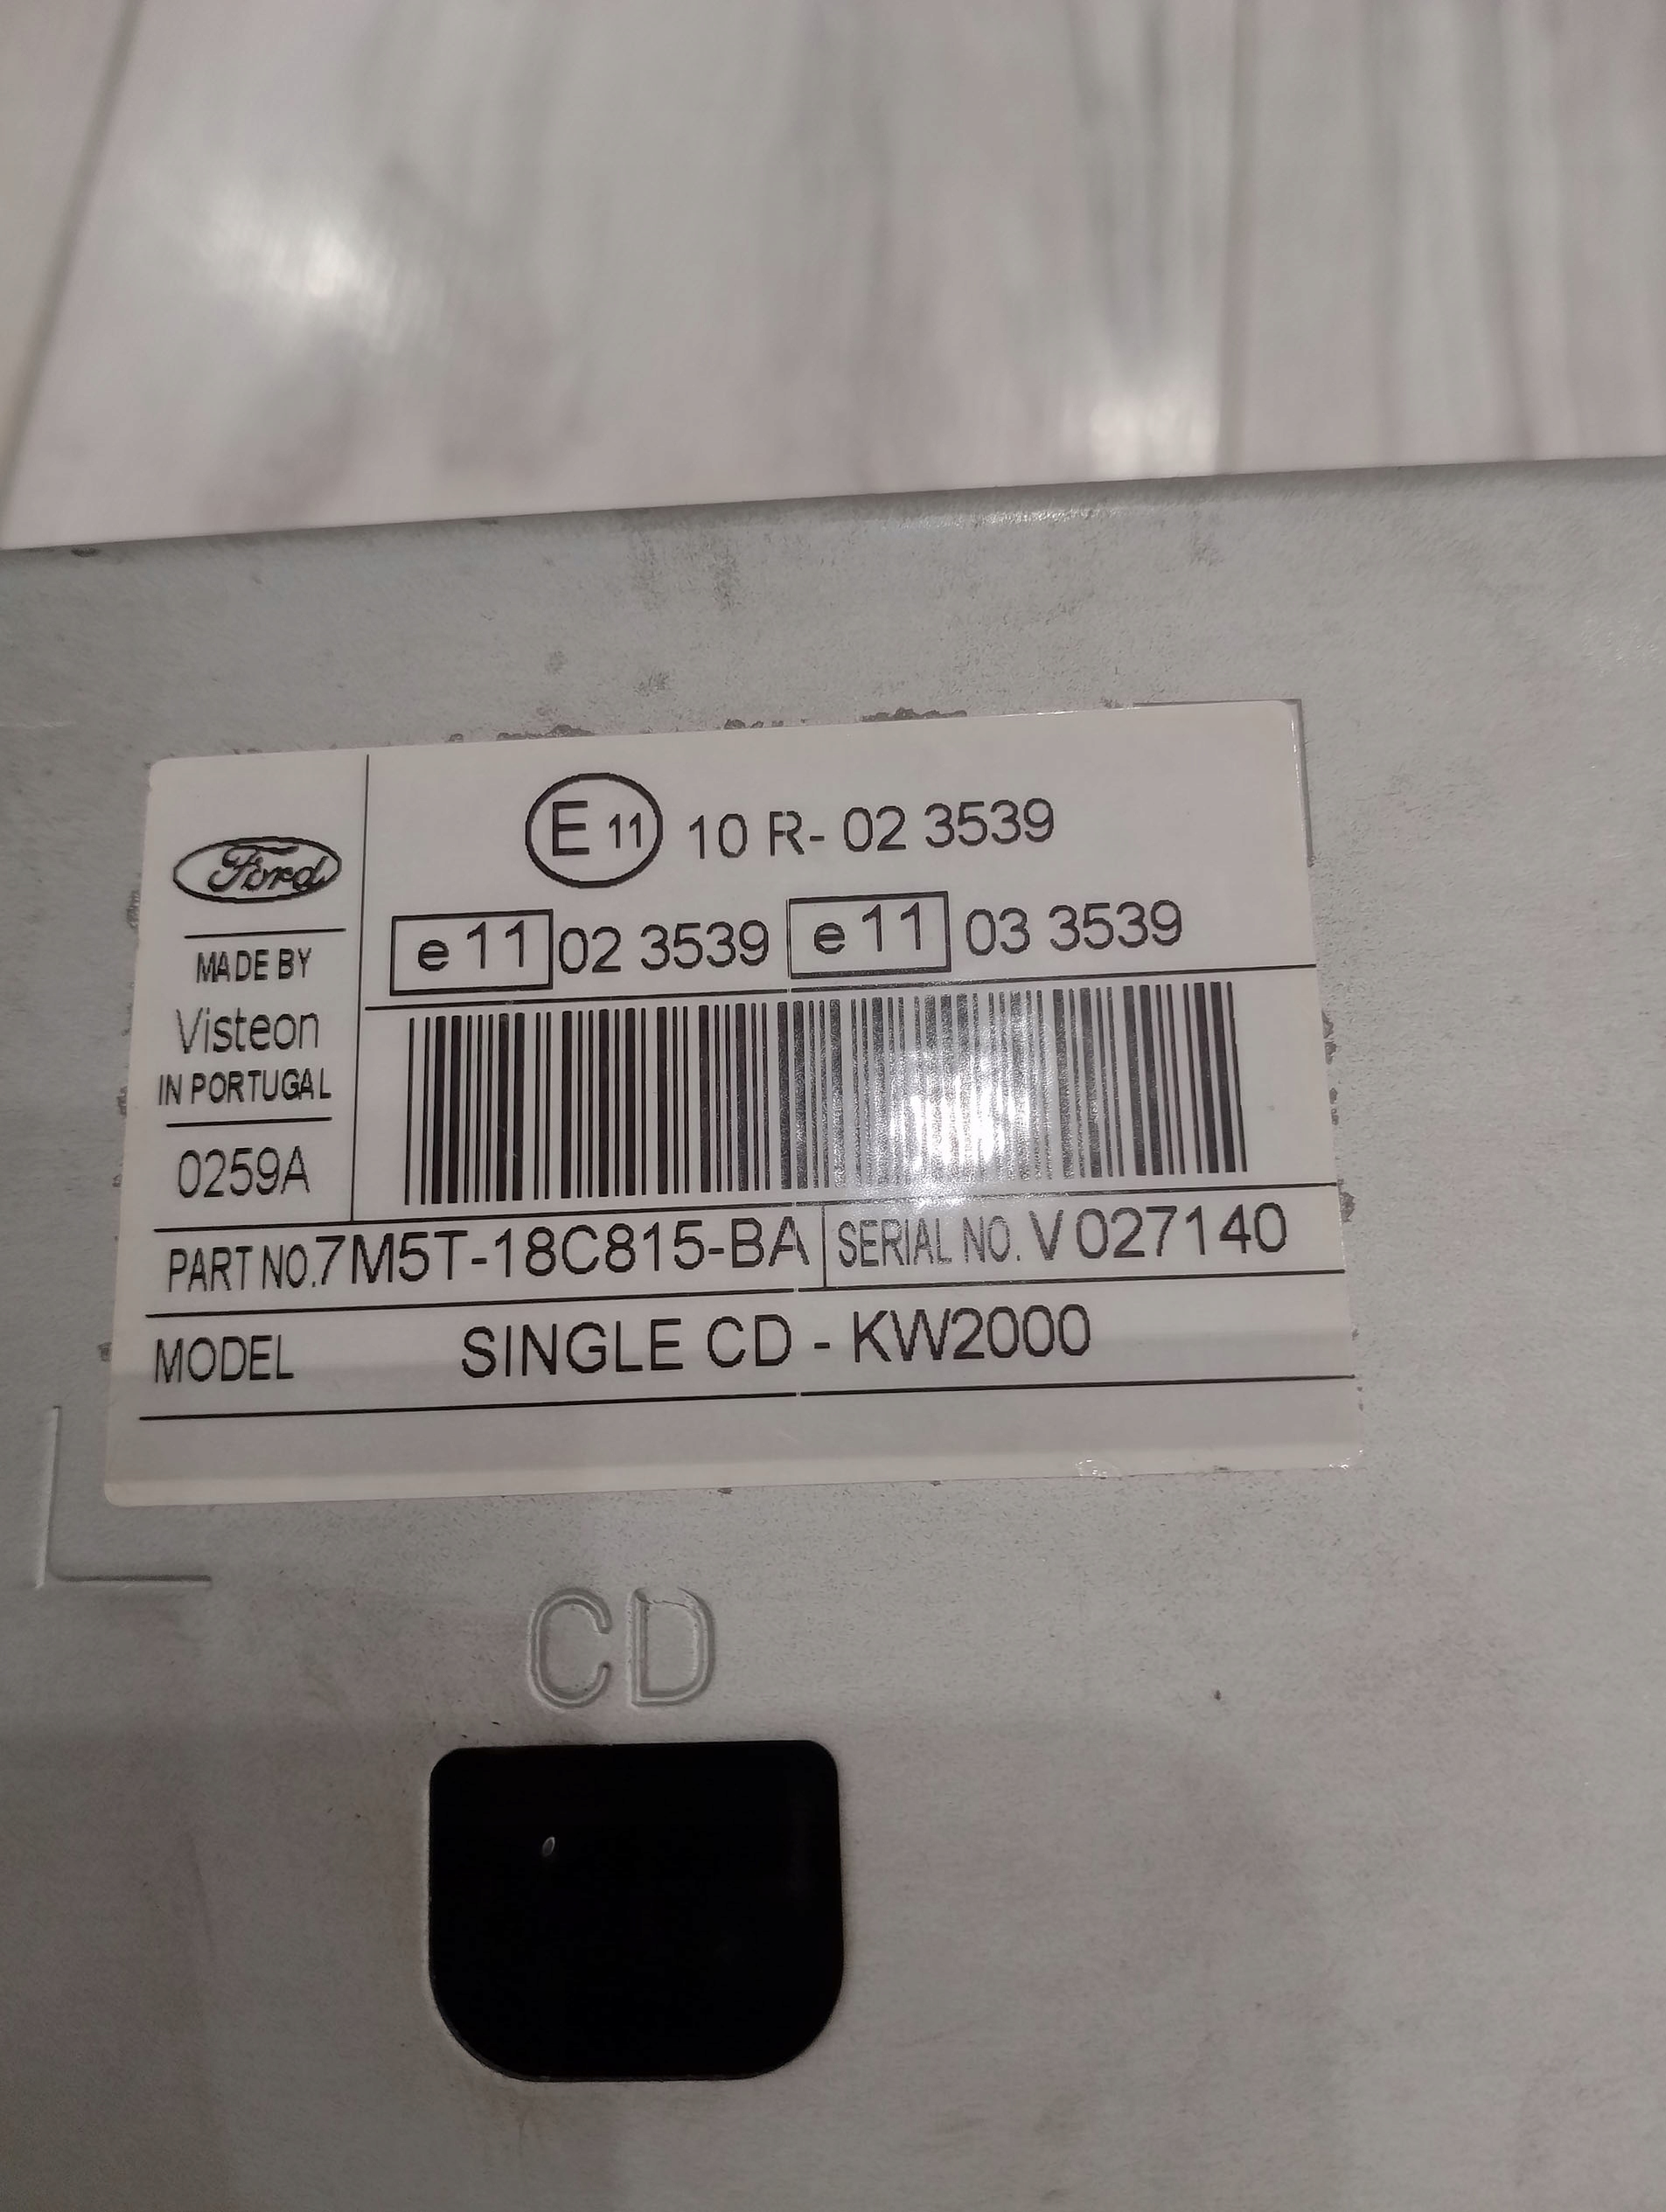 Ford
MADE BY
Visteon
IN PORTUGAL
0259A
E 11 10 R- 02 3539
e 11 02 3539 e 11 03 3539
PART NO. 7M5T-18C815-BA SERIAL NO. V 027140
MODEL SINGLE CD - KW2000
CD